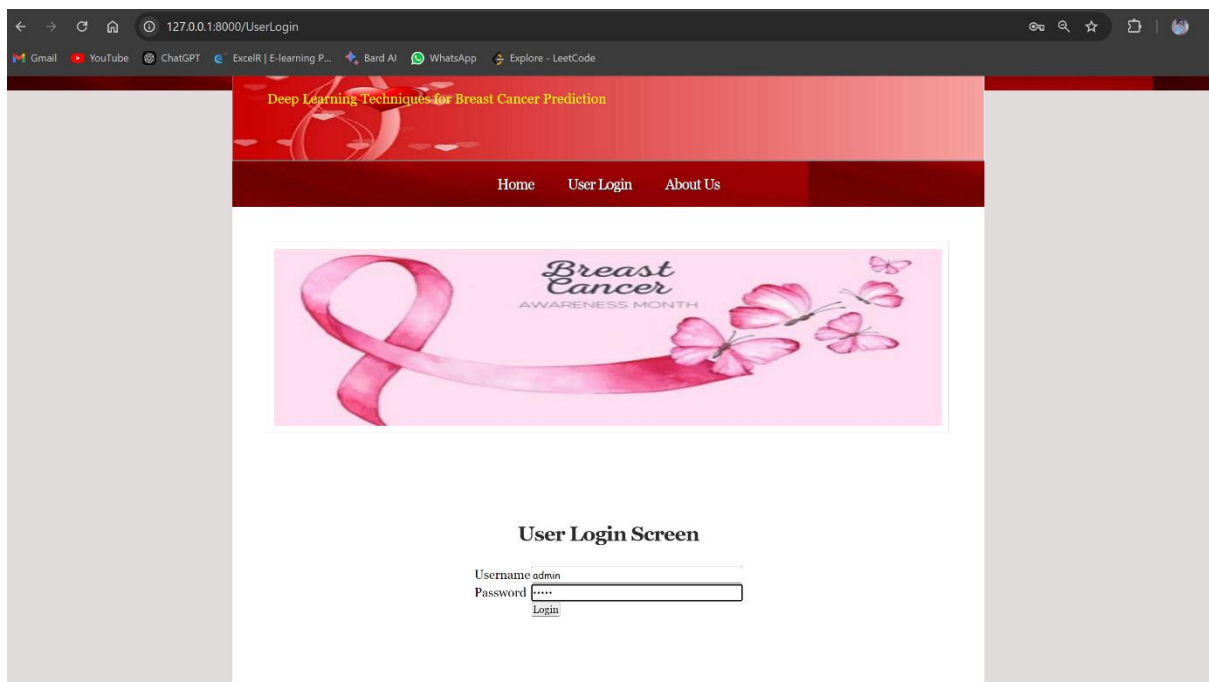 127.0.0.1:8000/UserLogin
Gmail YouTube ChatGPT ExcelR | E-learning P... Bard AI WhatsApp Explore - LeetCode
Deep Learning Techniques for Breast Cancer Prediction
Home User Login About Us
Breast
Cancer
AWARENESS MONTH
User Login Screen
Username admin
Password •••••
Login